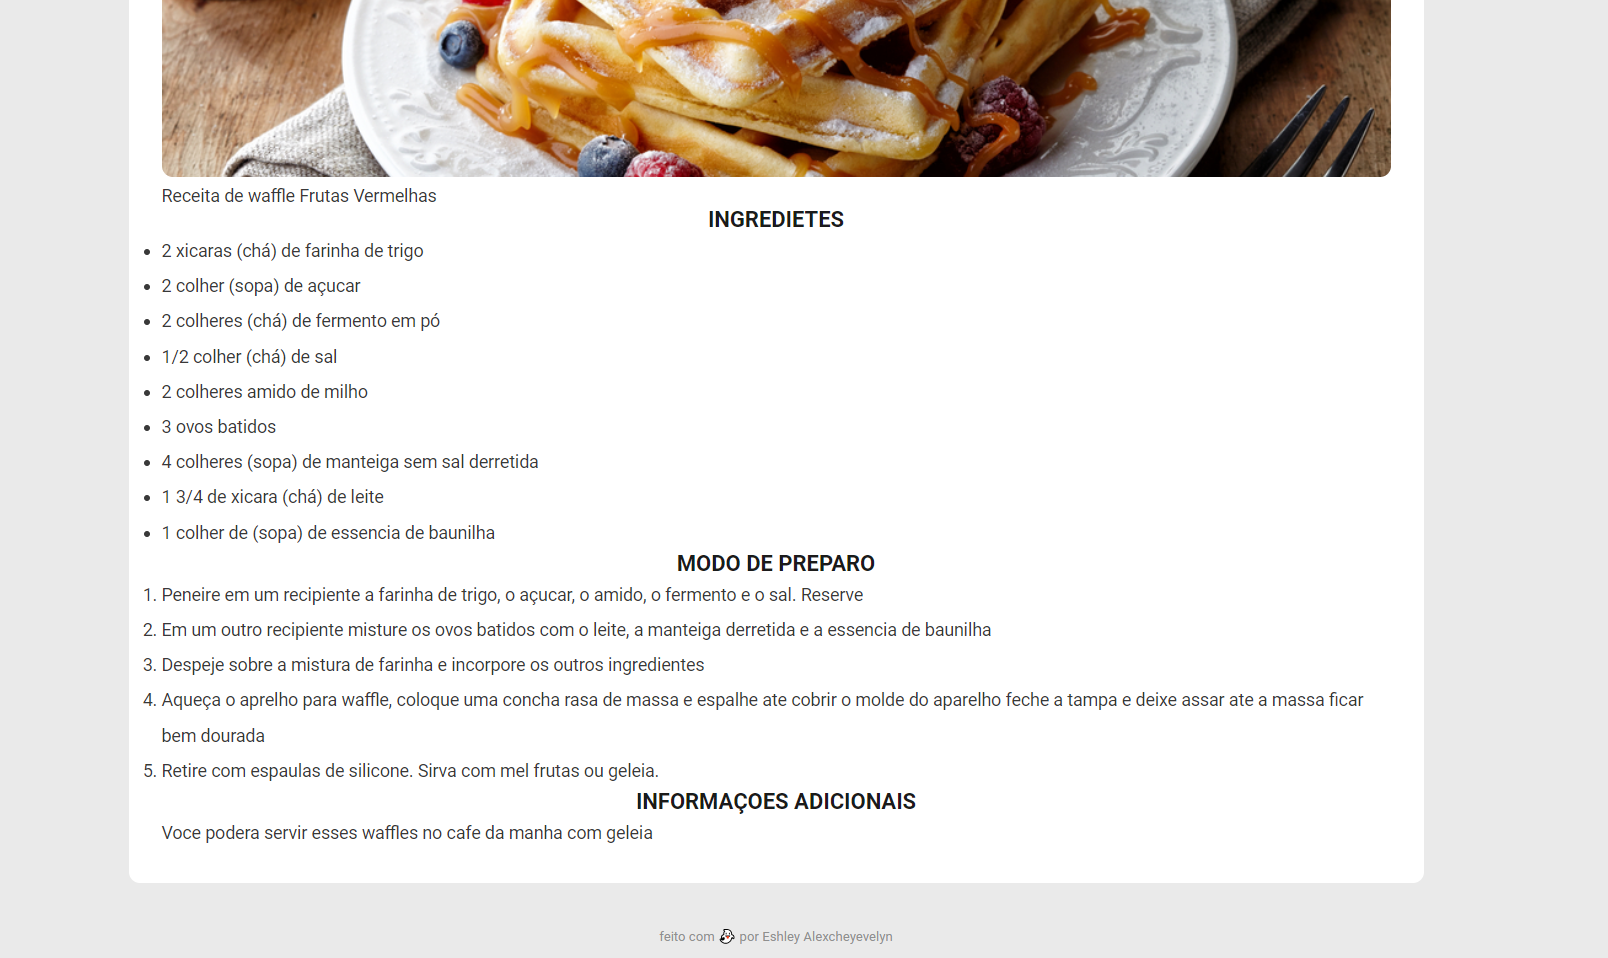 Receita de waffle Frutas Vermelhas
INGREDIETES
2 xicaras (chá) de farinha de trigo
2 colher (sopa) de açucar
2 colheres (chá) de fermento em pó
1/2 colher (chá) de sal
2 colheres amido de milho
3 ovos batidos
4 colheres (sopa) de manteiga sem sal derretida
1 3/4 de xicara (chá) de leite
1 colher de (sopa) de essencia de baunilha
MODO DE PREPARO
1. Peneire em um recipiente a farinha de trigo, o açucar, o amido, o fermento e o sal. Reserve
2. Em um outro recipiente misture os ovos batidos com o leite, a manteiga derretida e a essencia de baunilha
3. Despeje sobre a mistura de farinha e incorpore os outros ingredientes
4. Aqueça o aprelho para waffle, coloque uma concha rasa de massa e espalhe ate cobrir o molde do aparelho feche a tampa e deixe assar ate a massa ficar
bem dourada
5. Retire com espaulas de silicone. Sirva com mel frutas ou geleia.
INFORMAÇOES ADICIONAIS
Voce podera servir esses waffles no cafe da manha com geleia
feito com por Eshley Alexcheyevelyn